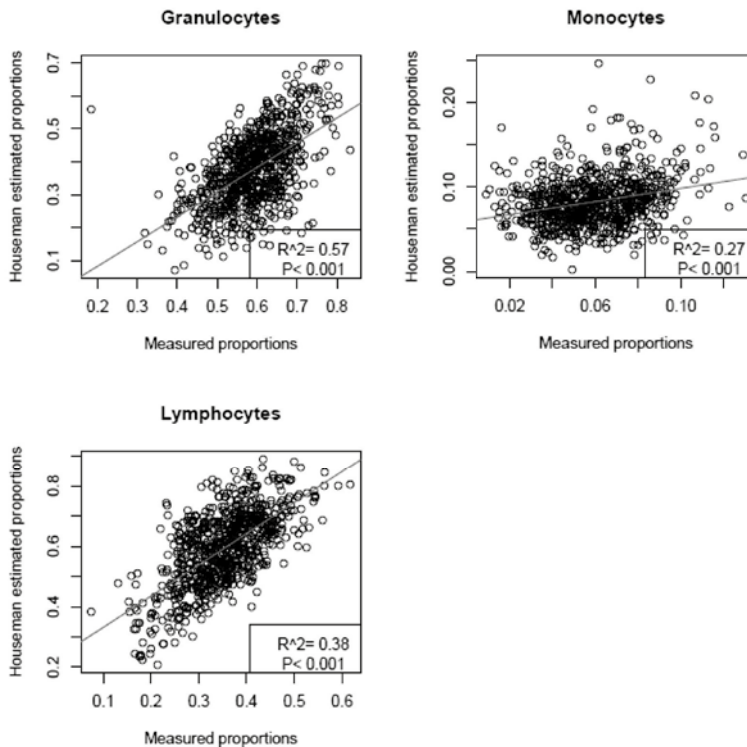 Granulocytes
Houseman estimated proportions
0.1 0.3 0.5 0.7
R^2= 0.57
P< 0.001
0.2 0.3 0.4 0.5 0.6 0.7 0.8
Measured proportions
Monocytes
Houseman estimated proportions
0.00 0.10 0.20
R^2= 0.27
P< 0.001
0.02 0.06 0.10
Measured proportions
Lymphocytes
Houseman estimated proportions
0.2 0.4 0.6 0.8
R^2= 0.38
P< 0.001
0.1 0.2 0.3 0.4 0.5 0.6
Measured proportions